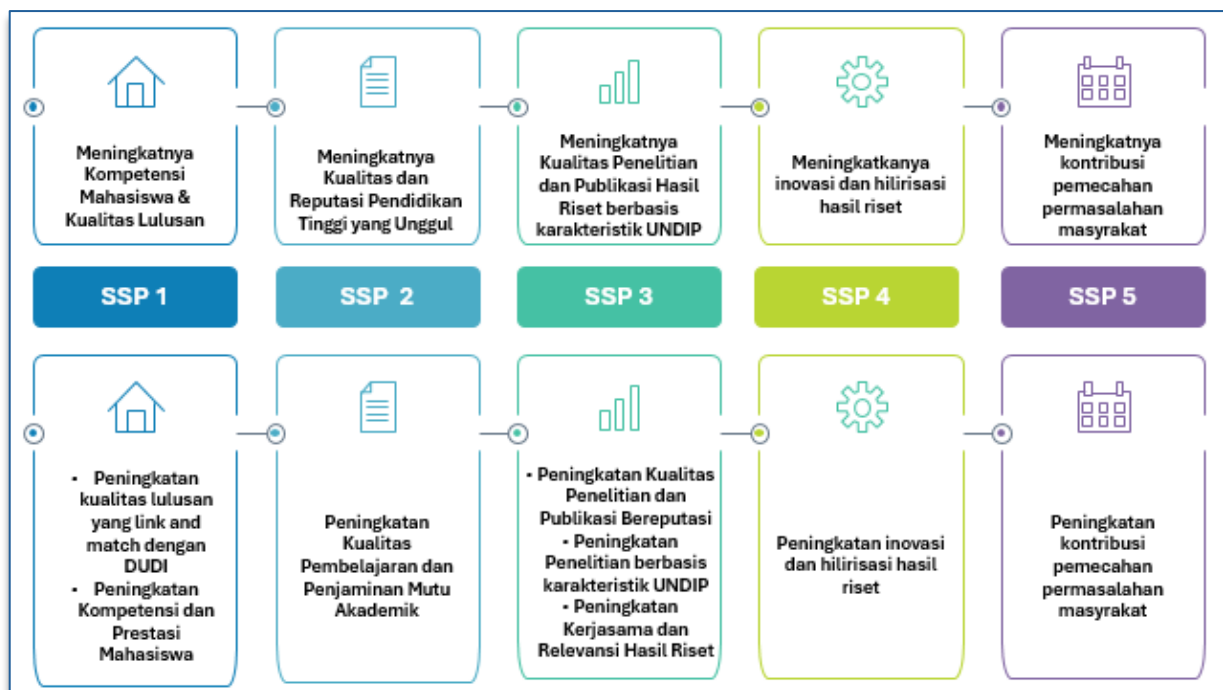 Meningkatnya
Kompetensi
Mahasiswa &
Kualitas Lulusan
Meningkatnya
Kualitas dan
Reputasi Pendidikan
Tinggi yang Unggul
Meningkatnya
Kualitas Penelitian
dan Publikasi Hasil
Riset berbasis
karakteristik UNDIP
Meningkatkanya
inovasi dan hilirisasi
hasil riset
Meningkatnya
kontribusi
pemecahan
permasalahan
masyrakat
SSP 1
SSP 2
SSP 3
SSP 4
SSP 5
• Peningkatan
kualitas lulusan
yang link and
match dengan
DUDI
• Peningkatan
Kompetensi dan
Prestasi
Mahasiswa
Peningkatan
Kualitas
Pembelajaran dan
Penjaminan Mutu
Akademik
• Peningkatan Kualitas
Penelitian dan
Publikasi Bereputasi
• Peningkatan
Penelitian berbasis
karakteristik UNDIP
• Peningkatan
Kerjasama dan
Relevansi Hasil Riset
Peningkatan inovasi
dan hilirisasi hasil
riset
Peningkatan
kontribusi
pemecahan
permasalahan
masyrakat